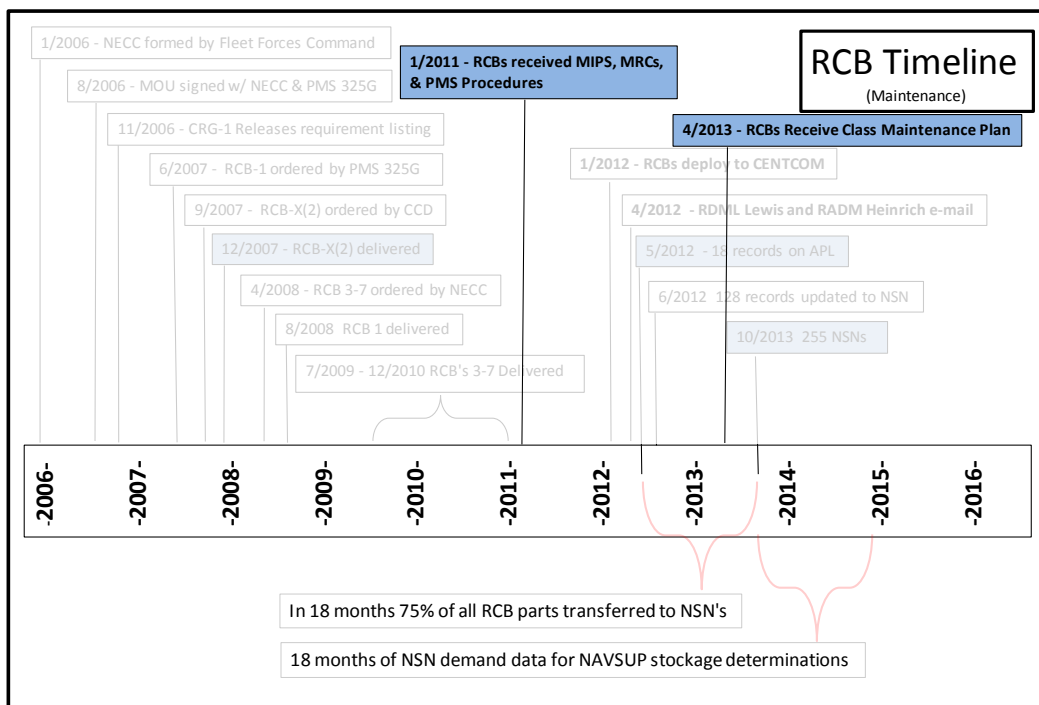 1/2006 - NECC formed by Fleet Forces Command
8/2006 - MOU signed w/ NECC & PMS 325G
11/2006 - CRG-1 Releases requirement listing
6/2007 - RCB-1 ordered by PMS 325G
9/2007 - RCB-X(2) ordered by CCD
12/2007 - RCB-X(2) delivered
4/2008 - RCB 3-7 ordered by NECC
8/2008 RCB 1 delivered
7/2009 - 12/2010 RCB's 3-7 Delivered
1/2011 - RCBs received MIPS, MRCs,
& PMS Procedures
RCB Timeline
(Maintenance)
4/2013 - RCBs Receive Class Maintenance Plan
1/2012 - RCBs deploy to CENTCOM
4/2012 - RDML Lewis and RADM Heinrich e-mail
5/2012 - 18 records on APL
6/2012 128 records updated to NSN
10/2013 255 NSNs
-2006-
-2007-
-2008-
-2009-
-2010-
-2011-
-2012-
-2013-
-2014-
-2015-
-2016-
In 18 months 75% of all RCB parts transferred to NSN's
18 months of NSN demand data for NAVSUP stockage determinations